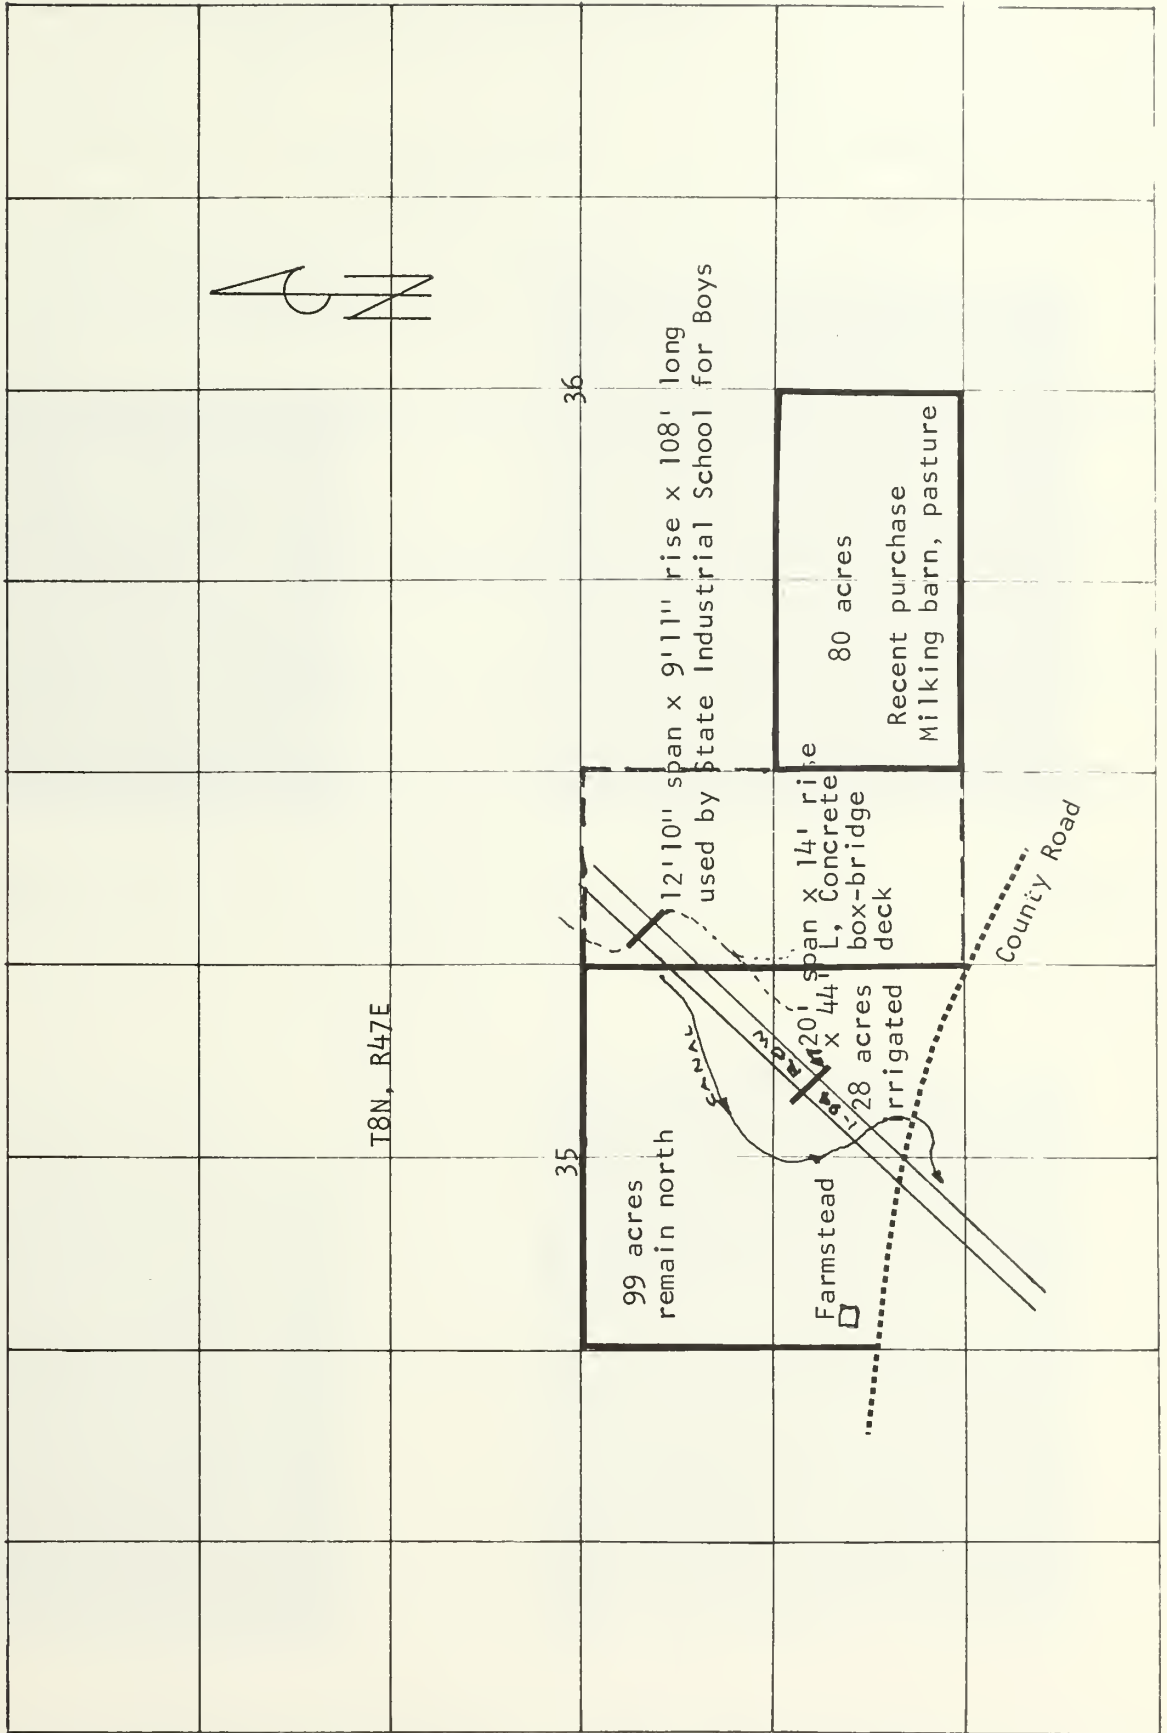 N
T8N, R47E
35
36
99 acres
remain north
12'10" span x 9'11" rise x 108' long
used by State Industrial School for Boys
20' span x 14' rise
x 44' L, Concrete
box-bridge
deck
28 acres
irrigated
Farmstead
ROW
I-94
80 acres
Recent purchase
Milking barn, pasture
County Road